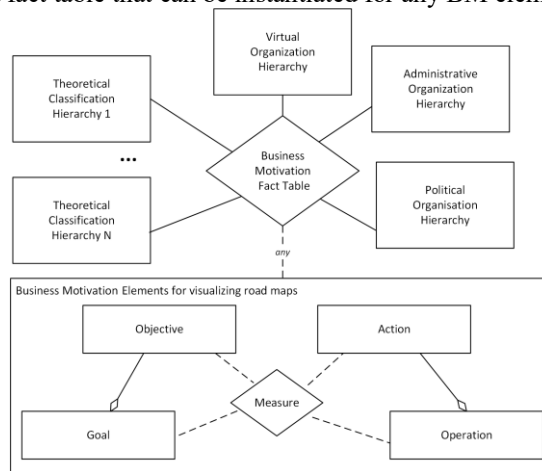 fact table that can be instantiated for any BM elem
Virtual
Organization
Hierarchy
Theoretical
Classification
Hierarchy 1
Administrative
Organization
Hierarchy
...
Business
Motivation
Fact Table
Theoretical
Classification
Hierarchy N
Political
Organisation
Hierarchy
any
Business Motivation Elements for visualizing road maps
Objective
Action
Measure
Goal
Operation